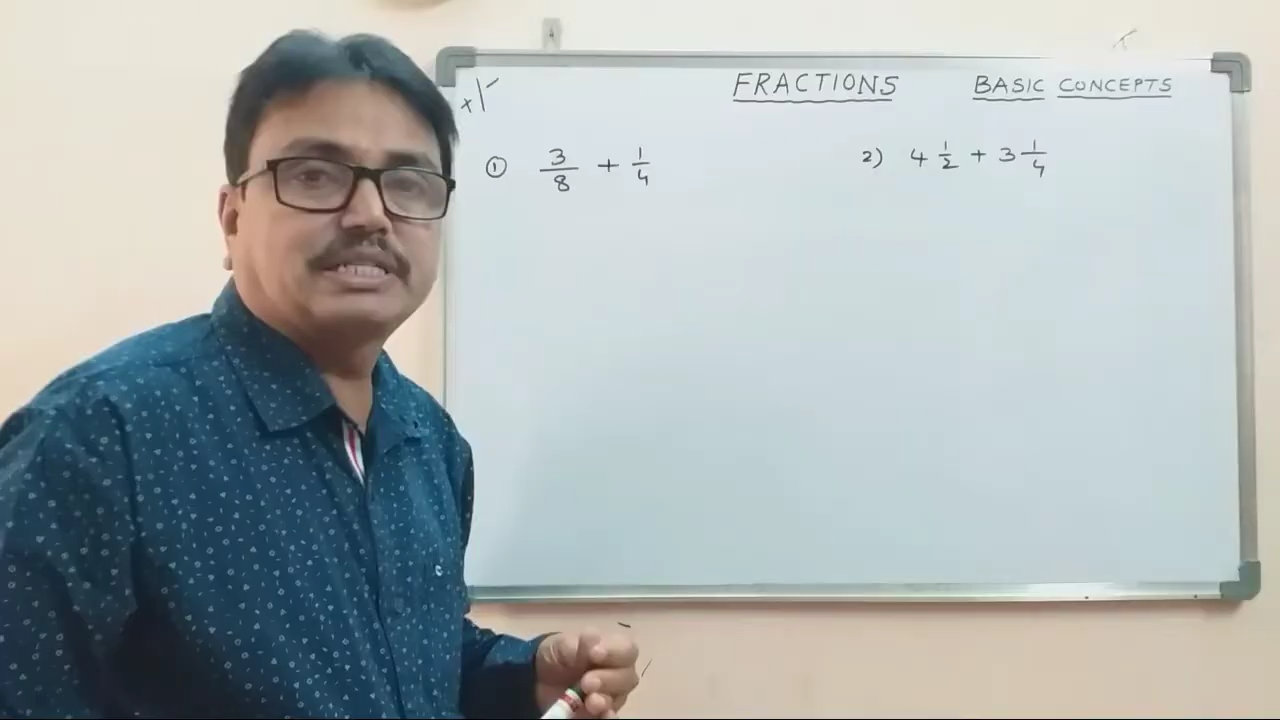 FRACTIONS BASIC CONCEPTS
① 3/8 + 1/4
2) 4 1/2 + 3 1/4